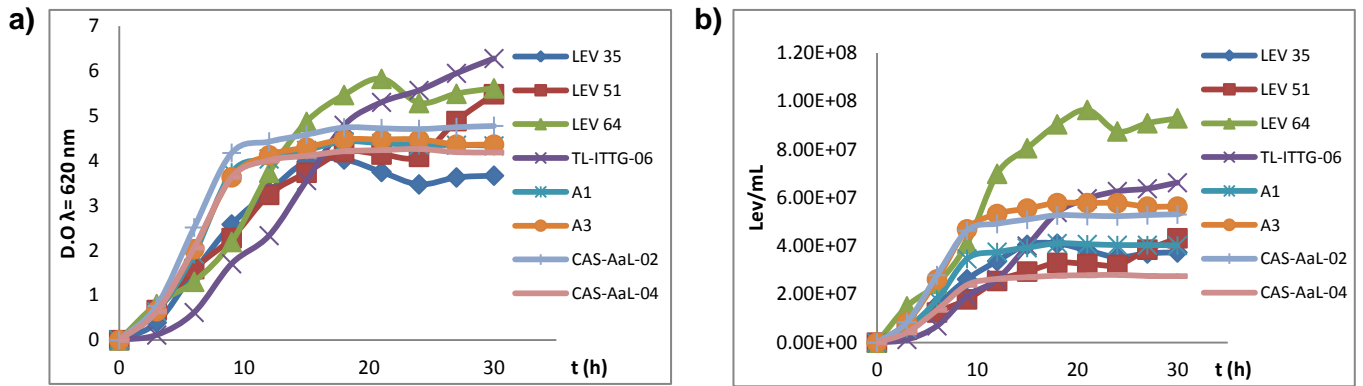 a)
D.O λ= 620 nm
7
6
5
4
3
2
1
0
0
10
20
30
t (h)
LEV 35
LEV 51
LEV 64
TL-ITTG-06
A1
A3
CAS-AaL-02
CAS-AaL-04
b)
Lev/mL
1.20E+08
1.00E+08
8.00E+07
6.00E+07
4.00E+07
2.00E+07
0.00E+00
0
10
20
30
t (h)
LEV 35
LEV 51
LEV 64
TL-ITTG-06
A1
A3
CAS-AaL-02
CAS-AaL-04